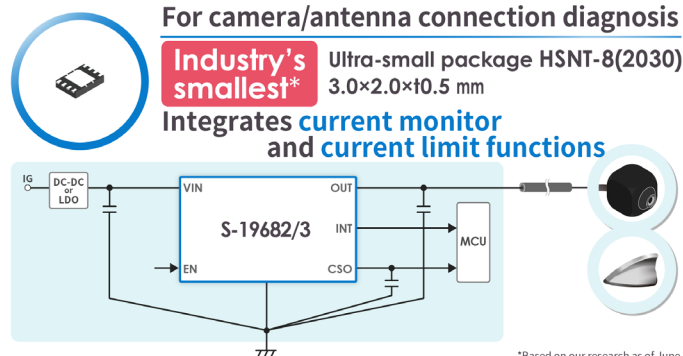 For camera/antenna connection diagnosis
Industry's
smallest*
Ultra-small package HSNT-8(2030)
3.0×2.0×t0.5 mm
Integrates current monitor
and current limit functions
IG
DC-DC
or
LDO
VIN
OUT
S-19682/3
INT
MCU
EN
CSO
*Based on our research as of June